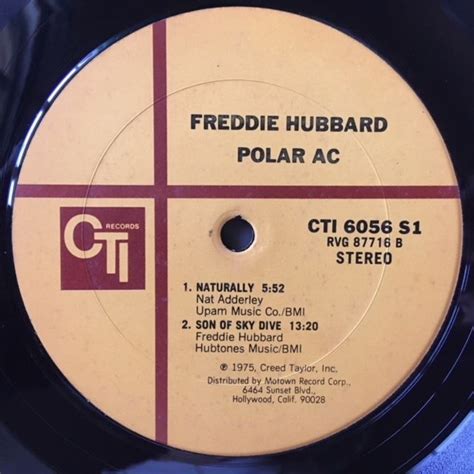 FREDDIE HUBBARD
POLAR AC
CTI RECORDS
CTI 6056 S1
RVG 87716 B
STEREO
1. NATURALLY 5:52
Nat Adderley
Upam Music Co./BMI
2. SON OF SKY DIVE 13:20
Freddie Hubbard
Hubtones Music/BMI
℗ 1975, Creed Taylor, Inc.
Distributed by Motown Record Corp.,
6464 Sunset Blvd.,
Hollywood, Calif. 90028